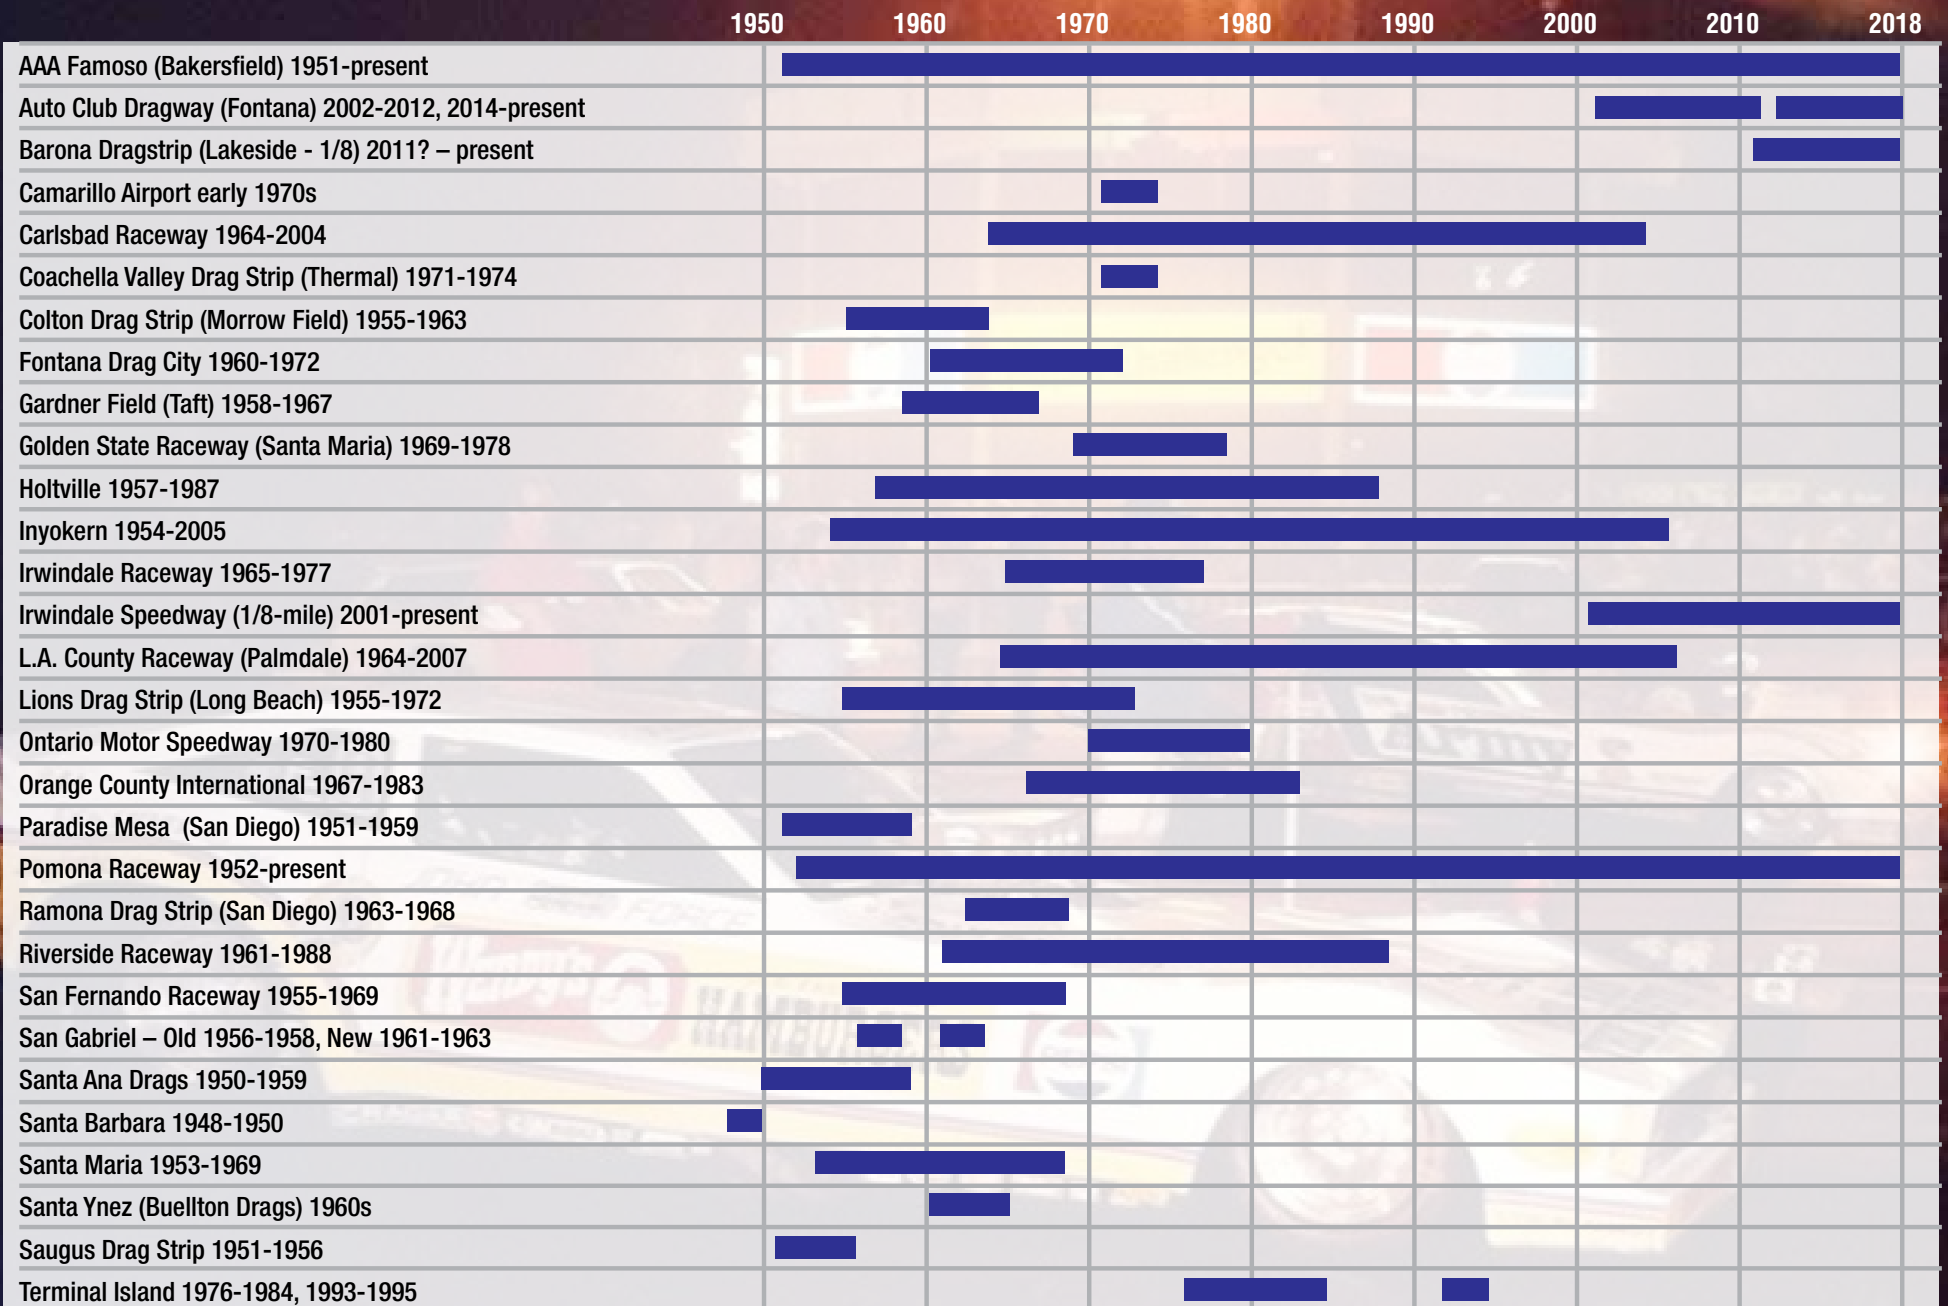 1950 1960 1970 1980 1990 2000 2010 2018
AAA Famoso (Bakersfield) 1951-present
Auto Club Dragway (Fontana) 2002-2012, 2014-present
Barona Dragstrip (Lakeside - 1/8) 2011? – present
Camarillo Airport early 1970s
Carlsbad Raceway 1964-2004
Coachella Valley Drag Strip (Thermal) 1971-1974
Colton Drag Strip (Morrow Field) 1955-1963
Fontana Drag City 1960-1972
Gardner Field (Taft) 1958-1967
Golden State Raceway (Santa Maria) 1969-1978
Holtville 1957-1987
Inyokern 1954-2005
Irwindale Raceway 1965-1977
Irwindale Speedway (1/8-mile) 2001-present
L.A. County Raceway (Palmdale) 1964-2007
Lions Drag Strip (Long Beach) 1955-1972
Ontario Motor Speedway 1970-1980
Orange County International 1967-1983
Paradise Mesa (San Diego) 1951-1959
Pomona Raceway 1952-present
Ramona Drag Strip (San Diego) 1963-1968
Riverside Raceway 1961-1988
San Fernando Raceway 1955-1969
San Gabriel – Old 1956-1958, New 1961-1963
Santa Ana Drags 1950-1959
Santa Barbara 1948-1950
Santa Maria 1953-1969
Santa Ynez (Buellton Drags) 1960s
Saugus Drag Strip 1951-1956
Terminal Island 1976-1984, 1993-1995
Wendy's
HAMBURGERS
PEPSI
FORCE